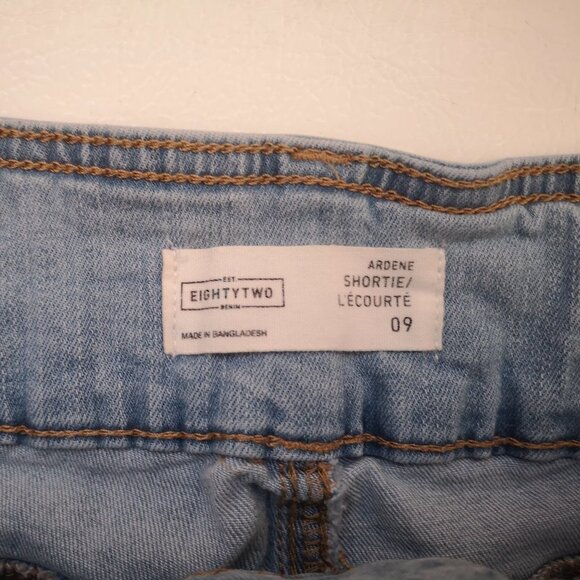 EST
EIGHTYTWO
DENIM
MADE IN BANGLADESH
ARDENE
SHORTIE/
L'ÉCOURTÉ
09